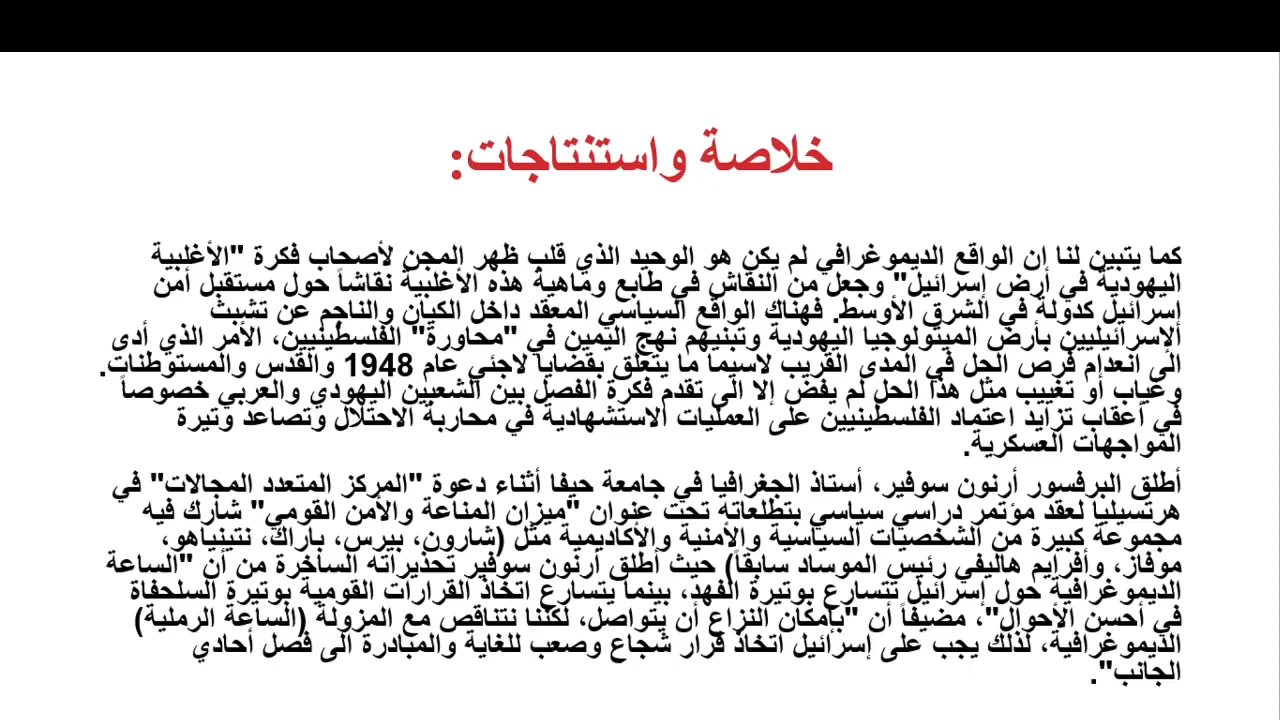 خلاصة واستنتاجات:
كما يتبين لنا إن الواقع الديموغرافي لم يكن هو الوحيد الذي قلب ظهر المجن لأصحاب فكرة "الأغلبية
اليهودية في أرض إسرائيل" وجعل من النقاش في طابع وماهية هذه الأغلبية نقاشاً حول مستقبل أمن
إسرائيل كدولة في الشرق الأوسط. فهناك الواقع السياسي المعقد داخل الكيان والناجم عن تشبث
الإسرائيليين بأرض الميثولوجيا اليهودية وتبنيهم نهج اليمين في "محاورة" الفلسطينيين، الأمر الذي أدى
الى انعدام فرص الحل في المدى القريب لاسيما ما يتعلق بقضايا لاجئي عام 1948 والقدس والمستوطنات.
وغياب أو تغييب مثل هذا الحل لم يفض إلا الى تقدم فكرة الفصل بين الشعبين اليهودي والعربي خصوصاً
في أعقاب تزايد اعتماد الفلسطينيين على العمليات الاستشهادية في محاربة الاحتلال وتصاعد وتيرة
المواجهات العسكرية.
أطلق البرفسور أرنون سوفير، أستاذ الجغرافيا في جامعة حيفا أثناء دعوة "المركز المتعدد المجالات" في
هرتسيليا لعقد مؤتمر دراسي سياسي بتطلعاته تحت عنوان "ميزان المناعة والأمن القومي" شارك فيه
مجموعة كبيرة من الشخصيات السياسية والأمنية والأكاديمية مثل (شارون، بيرس، باراك، نتينياهو،
موفاز، وأفرايم هاليفي رئيس الموساد سابقاً) حيث أطلق أرنون سوفير تحذيراته الساخرة من أن "الساعة
الديموغرافية حول إسرائيل تتسارع بوتيرة الفهد، بينما يتسارع اتخاذ القرارات القومية بوتيرة السلحفاة
في أحسن الأحوال"، مضيفاً أن "بإمكان النزاع أن يتواصل، لكننا نتناقص مع المزولة (الساعة الرملية)
الديموغرافية، لذلك يجب على إسرائيل اتخاذ قرار شجاع وصعب للغاية والمبادرة الى فصل أحادي
الجانب".